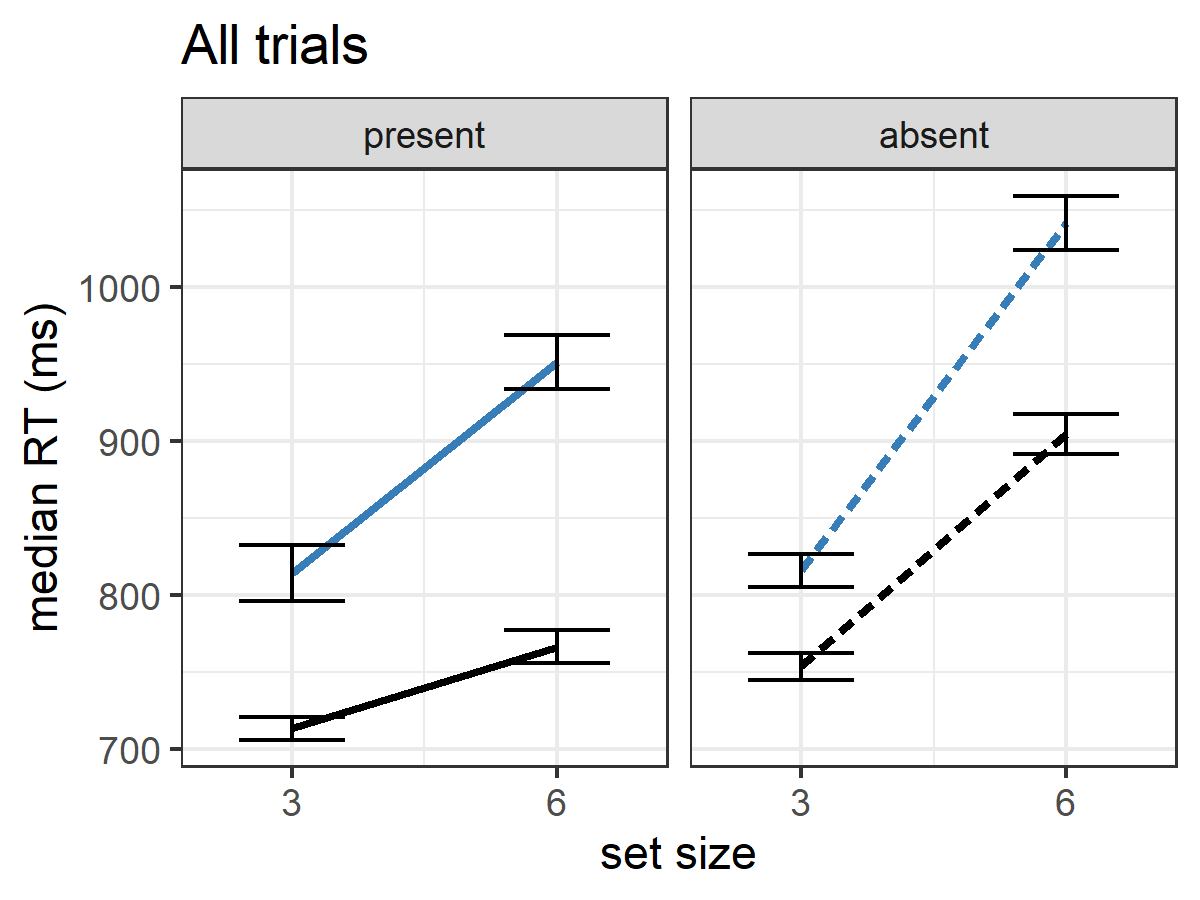 All trials
present
absent
1000
900
800
700
median RT (ms)
3
6
3
6
set size